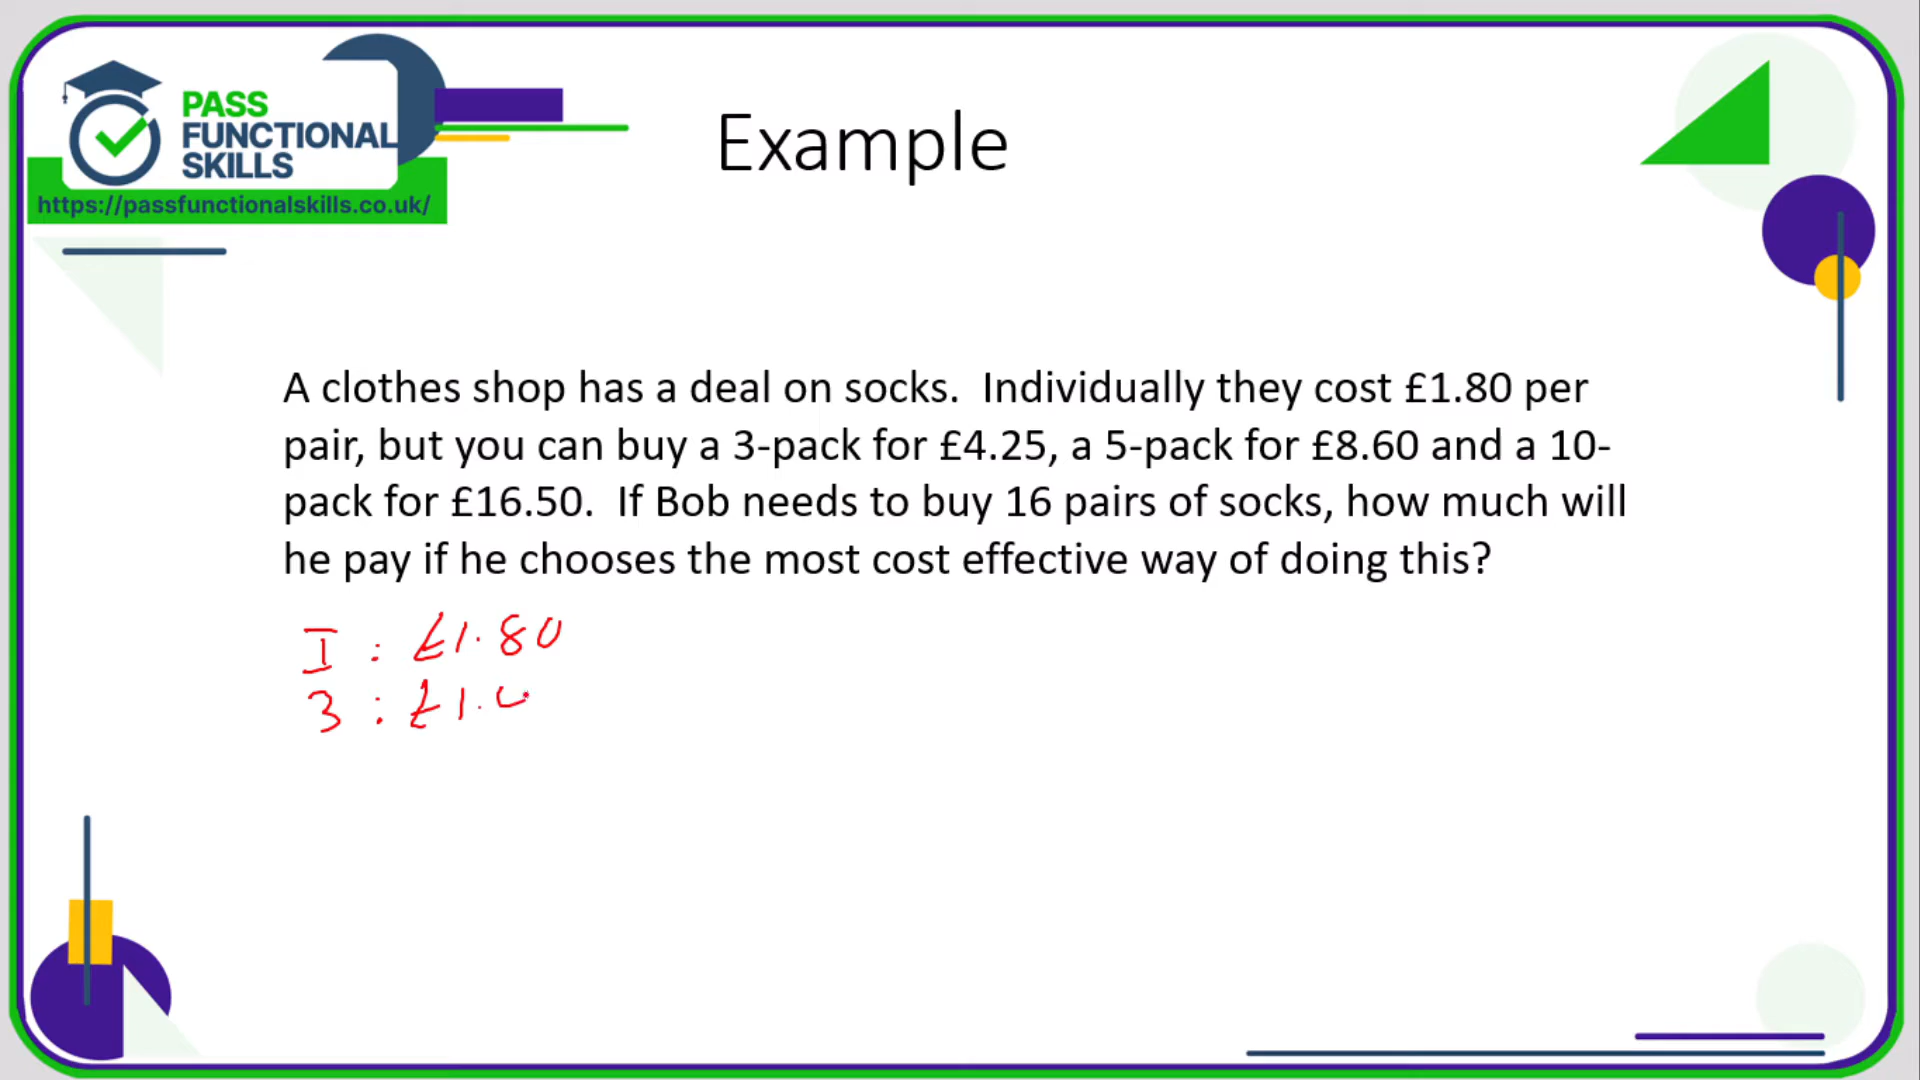 PASS
FUNCTIONAL
SKILLS
https://passfunctionalskills.co.uk/
Example
A clothes shop has a deal on socks. Individually they cost £1.80 per
pair, but you can buy a 3-pack for £4.25, a 5-pack for £8.60 and a 10-
pack for £16.50. If Bob needs to buy 16 pairs of socks, how much will
he pay if he chooses the most cost effective way of doing this?
I : £1.80
3 : £1.